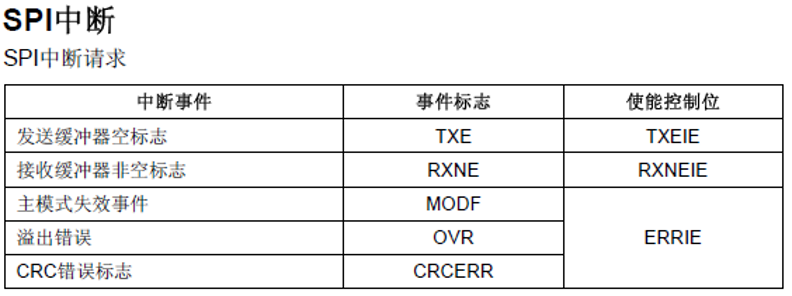 SPI中断
SPI中断请求
中断事件 事件标志 使能控制位
发送缓冲器空标志 TXE TXEIE
接收缓冲器非空标志 RXNE RXNEIE
主模式失效事件 MODF
溢出错误 OVR ERRIE
CRC错误标志 CRCERR